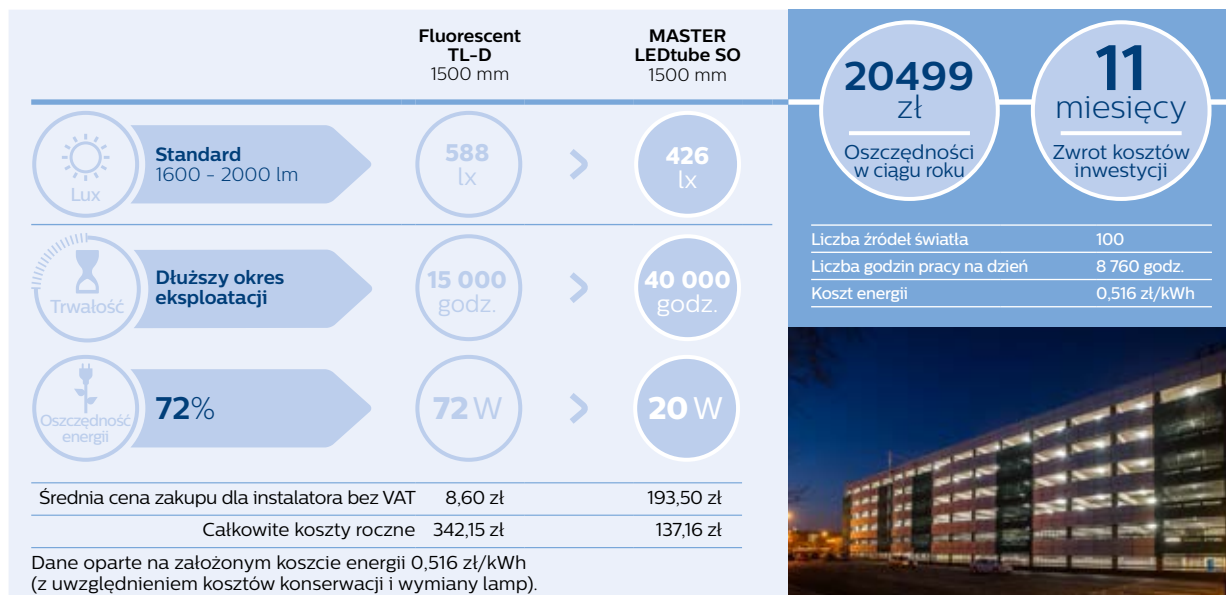 Fluorescent
TL-D
1500 mm
MASTER
LEDtube SO
1500 mm
Lux
Standard
1600 - 2000 lm
588
lx
>
426
lx
Trwałość
Dłuższy okres
eksploatacji
15 000
godz.
>
40 000
godz.
Oszczędność
energii
72%
72 W
>
20 W
Średnia cena zakupu dla instalatora bez VAT 8,60 zł 193,50 zł
Całkowite koszty roczne 342,15 zł 137,16 zł
Dane oparte na założonym koszcie energii 0,516 zł/kWh
(z uwzględnieniem kosztów konserwacji i wymiany lamp).
20499
zł
Oszczędności
w ciągu roku
11
miesięcy
Zwrot kosztów
inwestycji
Liczba źródeł światła 100
Liczba godzin pracy na dzień 8 760 godz.
Koszt energii 0,516 zł/kWh